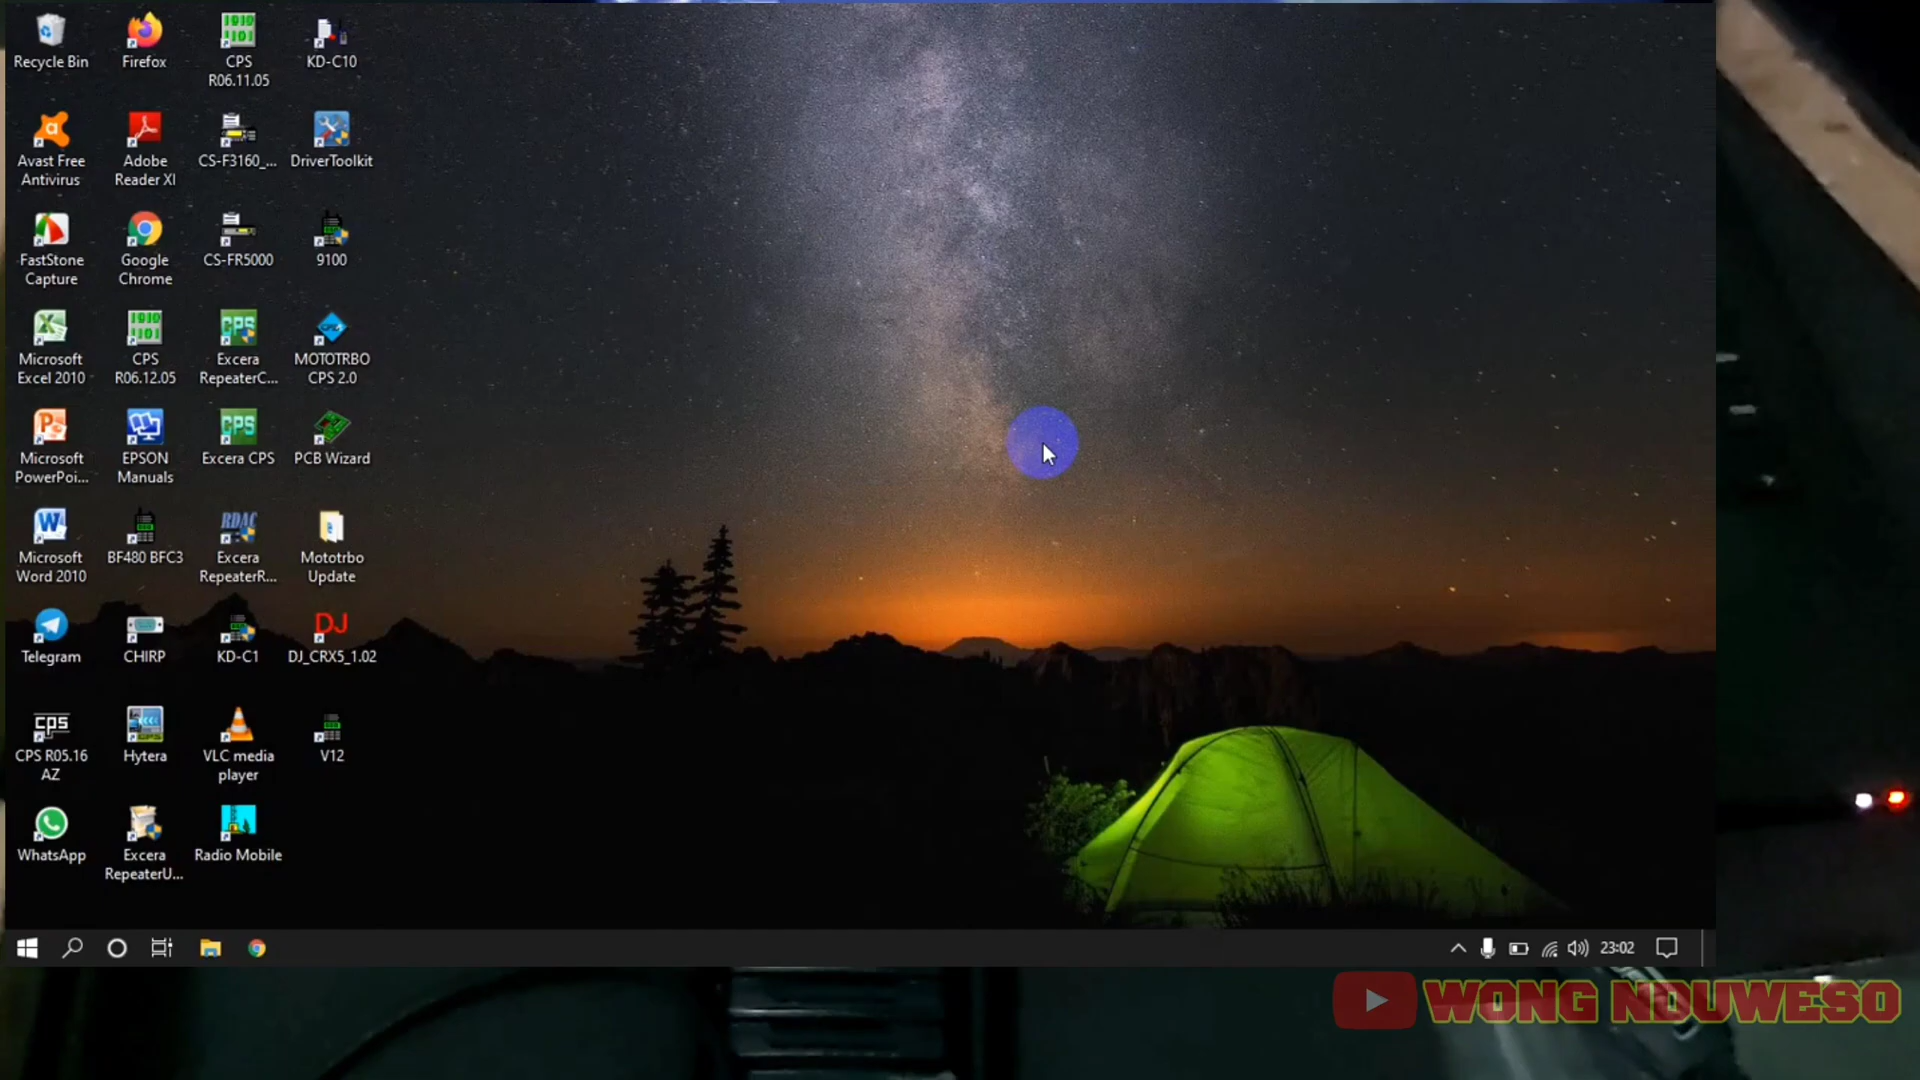 Recycle Bin
Firefox
CPS
R06.11.05
KD-C10
Avast Free
Antivirus
Adobe
Reader XI
CS-F3160_...
DriverToolkit
FastStone
Capture
Google
Chrome
CS-FR5000
9100
Microsoft
Excel 2010
CPS
R06.12.05
Excera
RepeaterC...
MOTOTRBO
CPS 2.0
Microsoft
PowerPoi...
EPSON
Manuals
Excera CPS
PCB Wizard
Microsoft
Word 2010
BF480 BFC3
Excera
RepeaterR...
Mototrbo
Update
Telegram
CHIRP
KD-C1
DJ
DJ_CRX5_1.02
cps
CPS R05.16
AZ
Hytera
VLC media
player
V12
WhatsApp
Excera
RepeaterU...
Radio Mobile
23:02
WONG NDUWESO